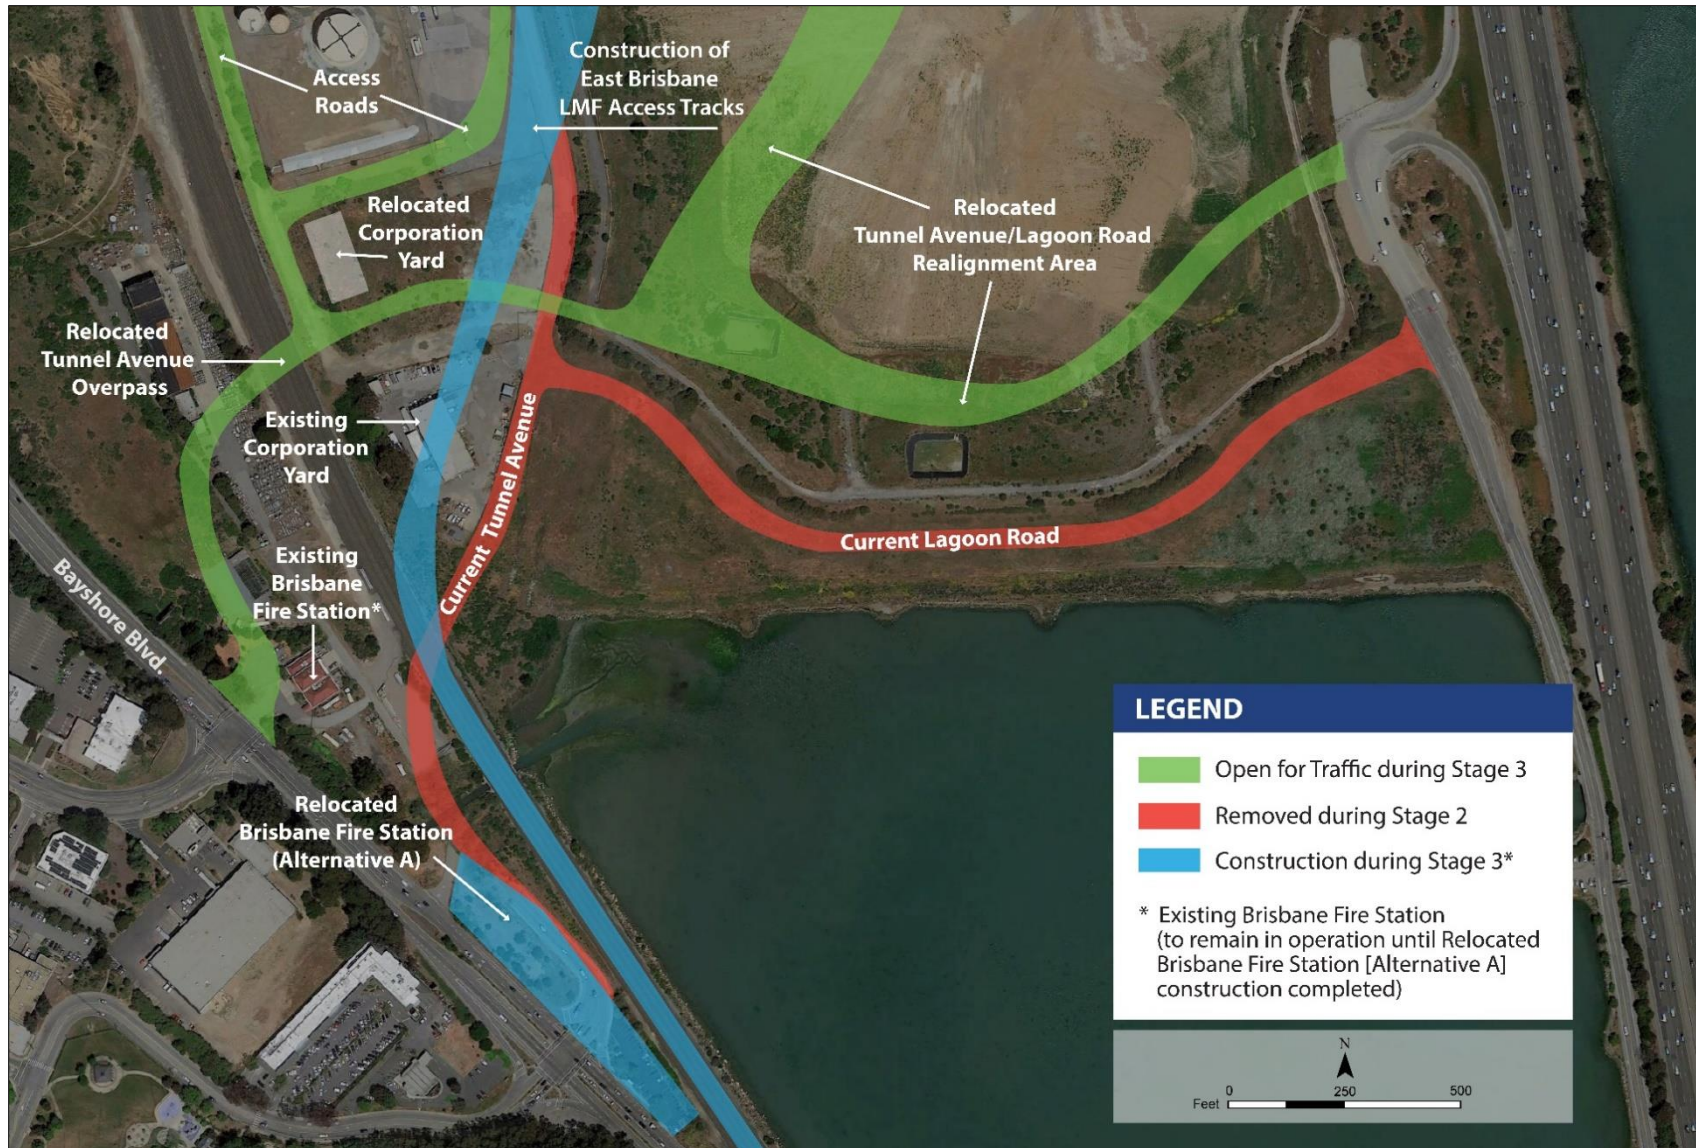 Construction of
East Brisbane
LMF Access Tracks
Access
Roads
Relocated
Corporation
Yard
Relocated
Tunnel Avenue/Lagoon Road
Realignment Area
Relocated
Tunnel Avenue
Overpass
Existing
Corporation
Yard
Current Tunnel Avenue
Current Lagoon Road
Existing
Brisbane
Fire Station*
Bayshore Blvd.
Relocated
Brisbane Fire Station
(Alternative A)
LEGEND
Open for Traffic during Stage 3
Removed during Stage 2
Construction during Stage 3*
* Existing Brisbane Fire Station
(to remain in operation until Relocated
Brisbane Fire Station [Alternative A]
construction completed)
N
0 250 500
Feet